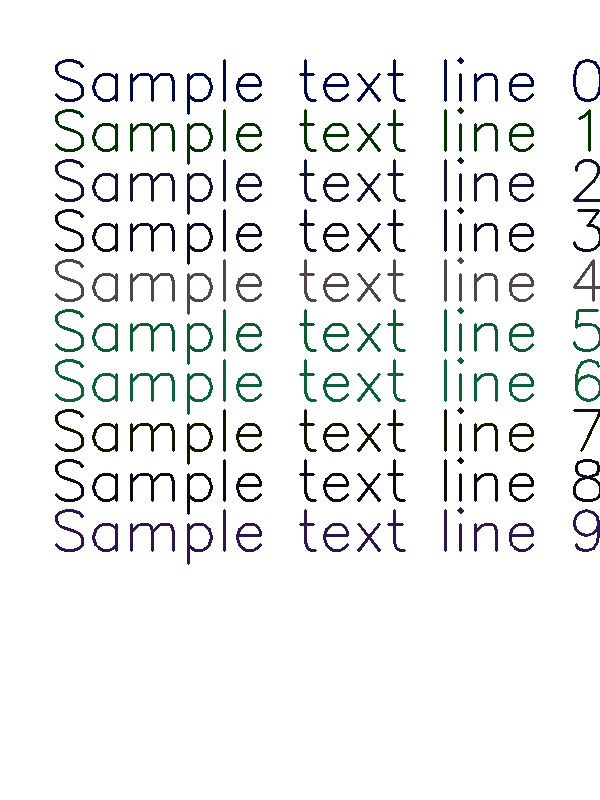 Sample text line 0
Sample text line 1
Sample text line 2
Sample text line 3
Sample text line 4
Sample text line 5
Sample text line 6
Sample text line 7
Sample text line 8
Sample text line 9